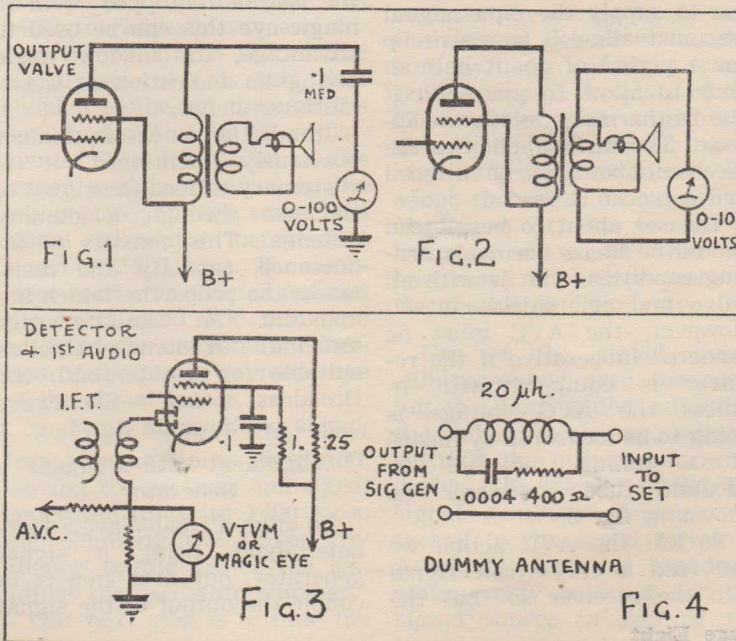 OUTPUT
VALVE
.1
MFD
0-100
VOLTS
FIG.1
B+
0-10
VOLTS
FIG.2
B+
DETECTOR
+ 1ST AUDIO
I.F.T.
.1
1.
.25
B+
A.V.C.
VTVM
OR
MAGIC EYE
FIG.3
20 μh.
OUTPUT
FROM
SIG GEN
.0004 400 Ω
INPUT
TO
SET
DUMMY ANTENNA
FIG.4